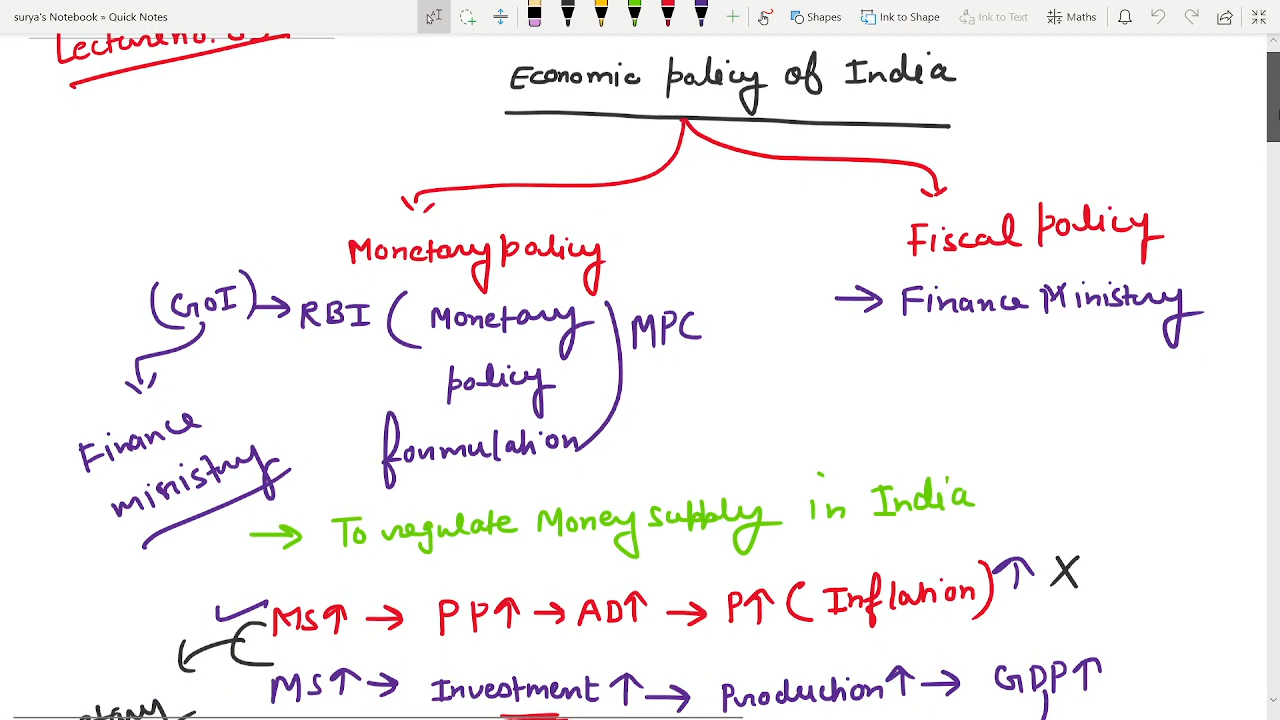 surya's Notebook » Quick Notes
Shapes Ink to Shape Ink to Text Maths
Lecture no.
Economic policy of India
Monetary policy Fiscal policy
(GOI) → RBI ( Monetary policy formulation ) MPC
→ Finance Ministry
Finance ministry
→ To regulate Money supply in India
MS↑ → PP↑ → AD↑ → P↑ (Inflation)↑ X
MS↑ → Investment ↑ → Production ↑ → GDP↑